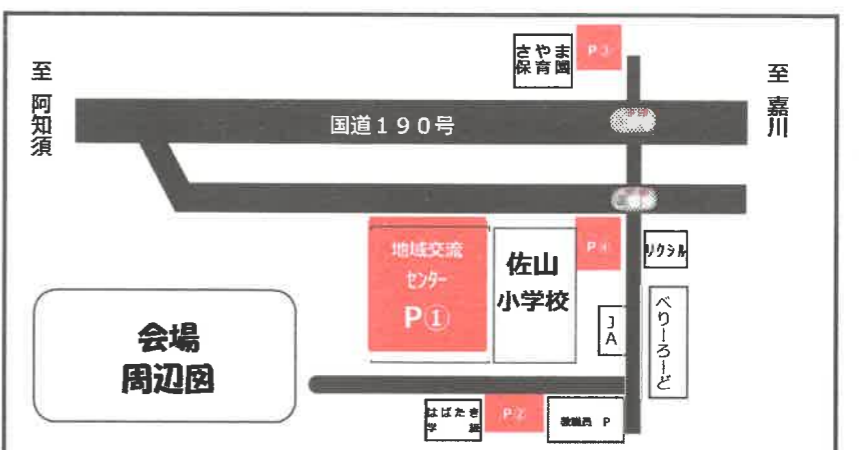 さやま
保育園
P③
至 阿知須
至 嘉川
国道190号
地域交流
センター
P①
佐山
小学校
P④
リクシル
JA
べりーろーど
会場
周辺図
はばたき
学級
P②
教職員 P